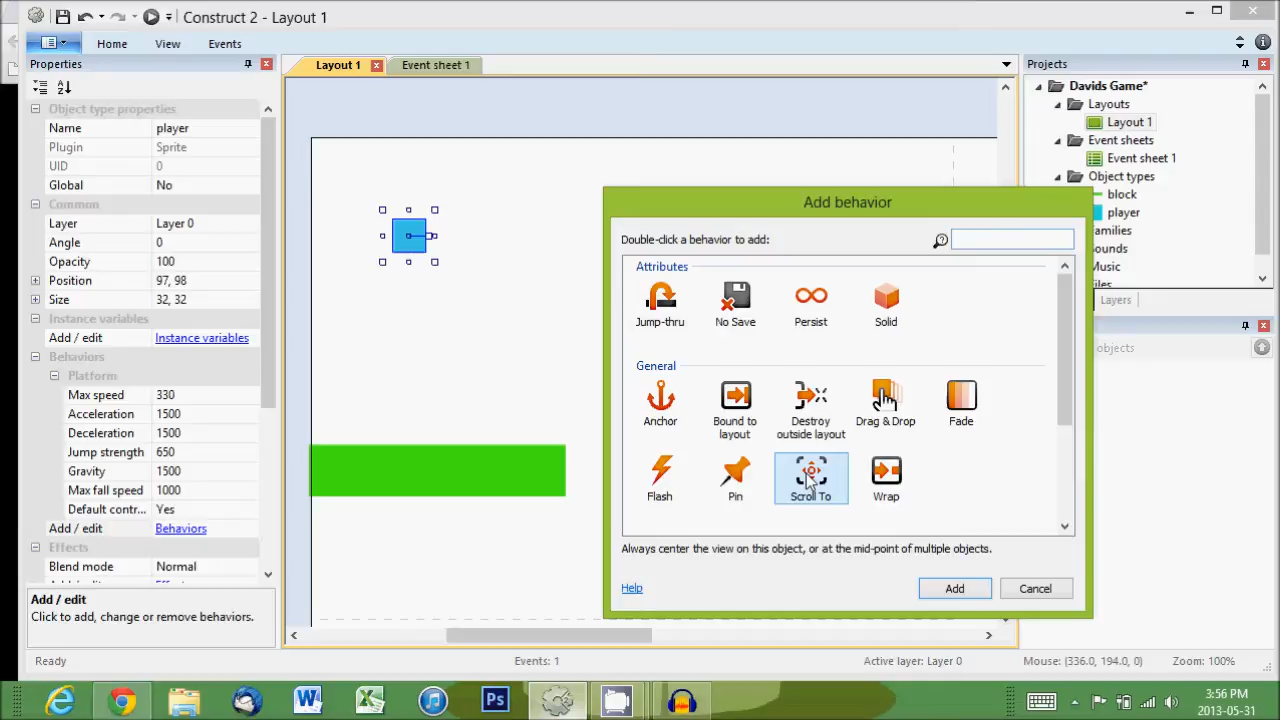 Construct 2 - Layout 1
Home View Events
Properties
Object type properties
Name player
Plugin Sprite
UID 0
Global No
Common
Layer Layer 0
Angle 0
Opacity 100
Position 97, 98
Size 32, 32
Instance variables
Add / edit Instance variables
Behaviors
Platform
Max speed 330
Acceleration 1500
Deceleration 1500
Jump strength 650
Gravity 1500
Max fall speed 1000
Default contr... Yes
Add / edit Behaviors
Effects
Blend mode Normal
Add / edit
Click to add, change or remove behaviors.
Layout 1 Event sheet 1
Add behavior
Double-click a behavior to add:
Attributes
Jump-thru No Save Persist Solid
General
Anchor Bound to layout Destroy outside layout Drag & Drop Fade
Flash Pin Scroll To Wrap
Always center the view on this object, or at the mid-point of multiple objects.
Help Add Cancel
Projects
Davids Game*
Layouts
Layout 1
Event sheets
Event sheet 1
Object types
block
player
amilies
ounds
Music
Layers
objects
Ready Events: 1 Active layer: Layer 0 Mouse: (336.0, 194.0, 0) Zoom: 100%
Ps
3:56 PM
2013-05-31